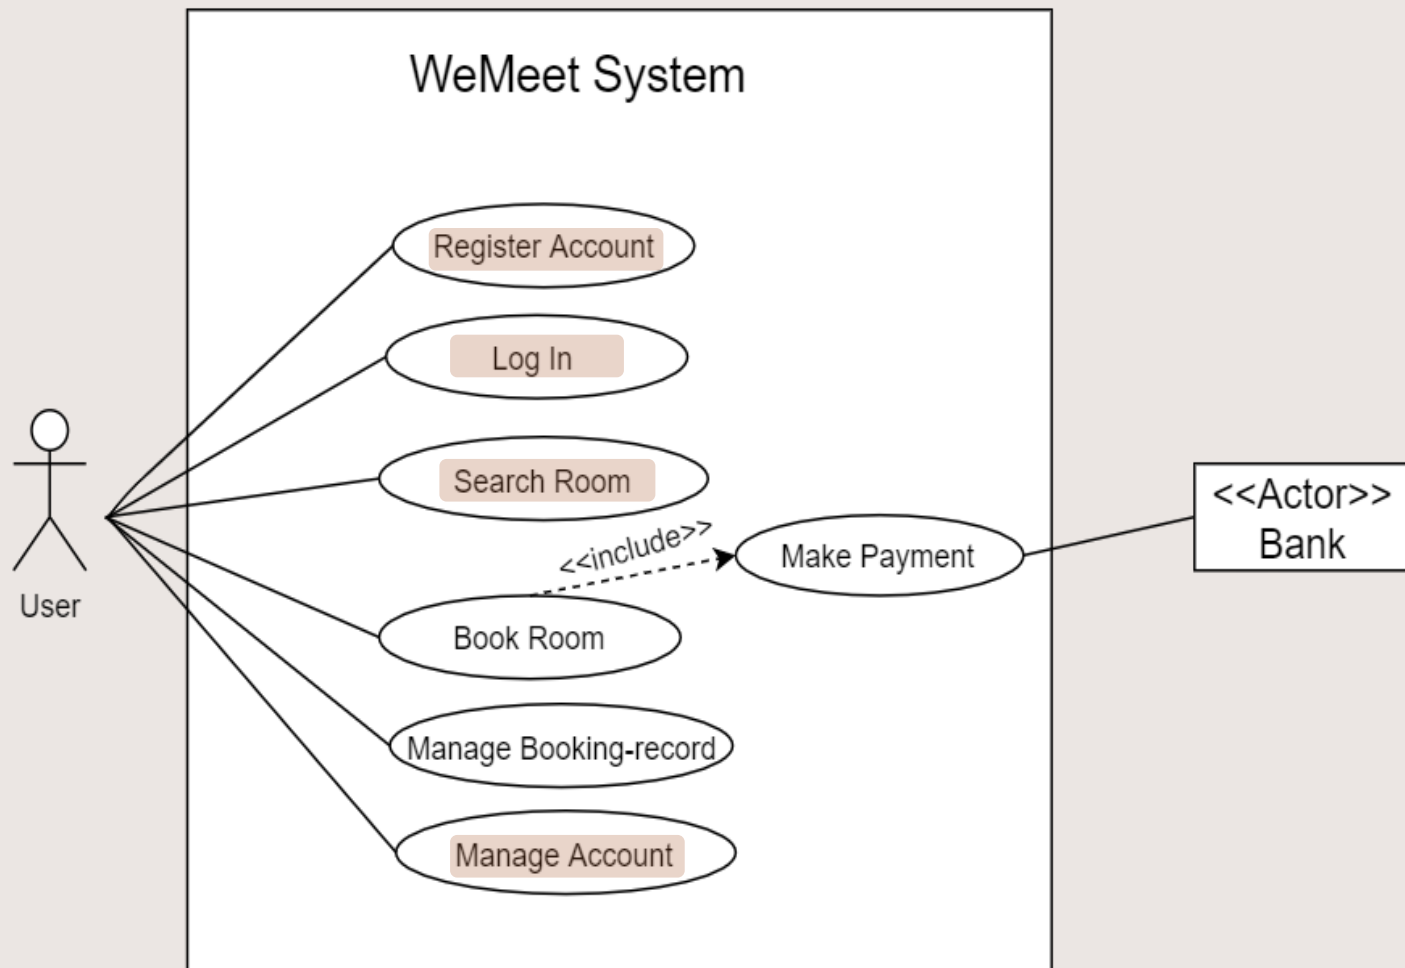 WeMeet System
Register Account
Log In
Search Room
<<include>>
Make Payment
<<Actor>>
Bank
User
Book Room
Manage Booking-record
Manage Account